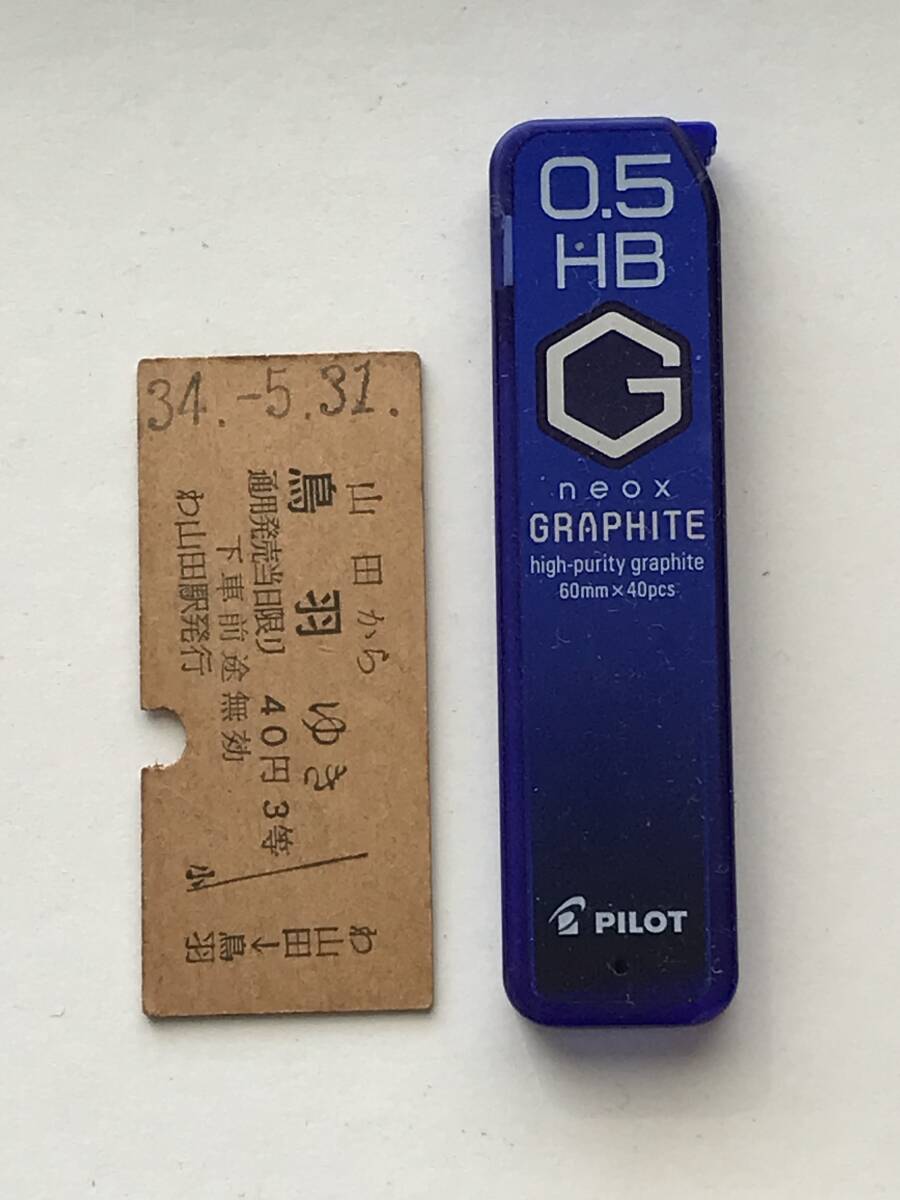 34.-5.31.
山田から
鳥羽ゆき
通用発売当日限り 40円 3等
下車前途無効
わ山田駅発行
小
わ
山田→鳥羽
0.5
HB
G
neox
GRAPHITE
high-purity graphite
60mm×40pcs
PILOT